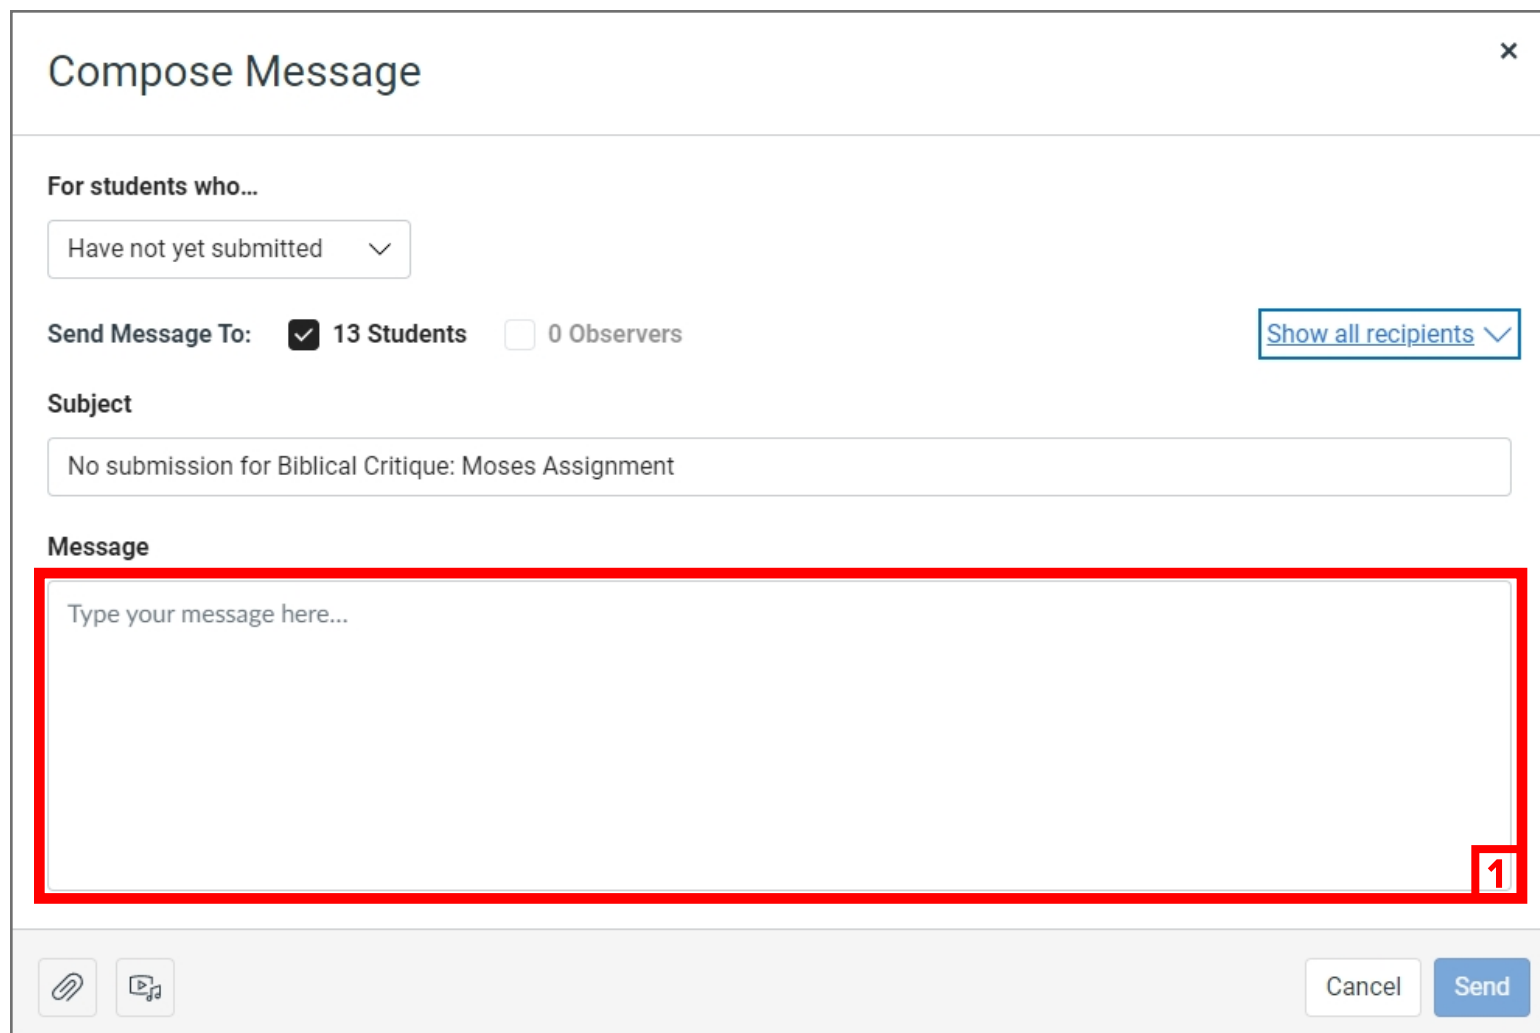 Compose Message
×
For students who...
Have not yet submitted
Send Message To: 13 Students 0 Observers Show all recipients
Subject
No submission for Biblical Critique: Moses Assignment
Message
Type your message here...
1
Cancel Send